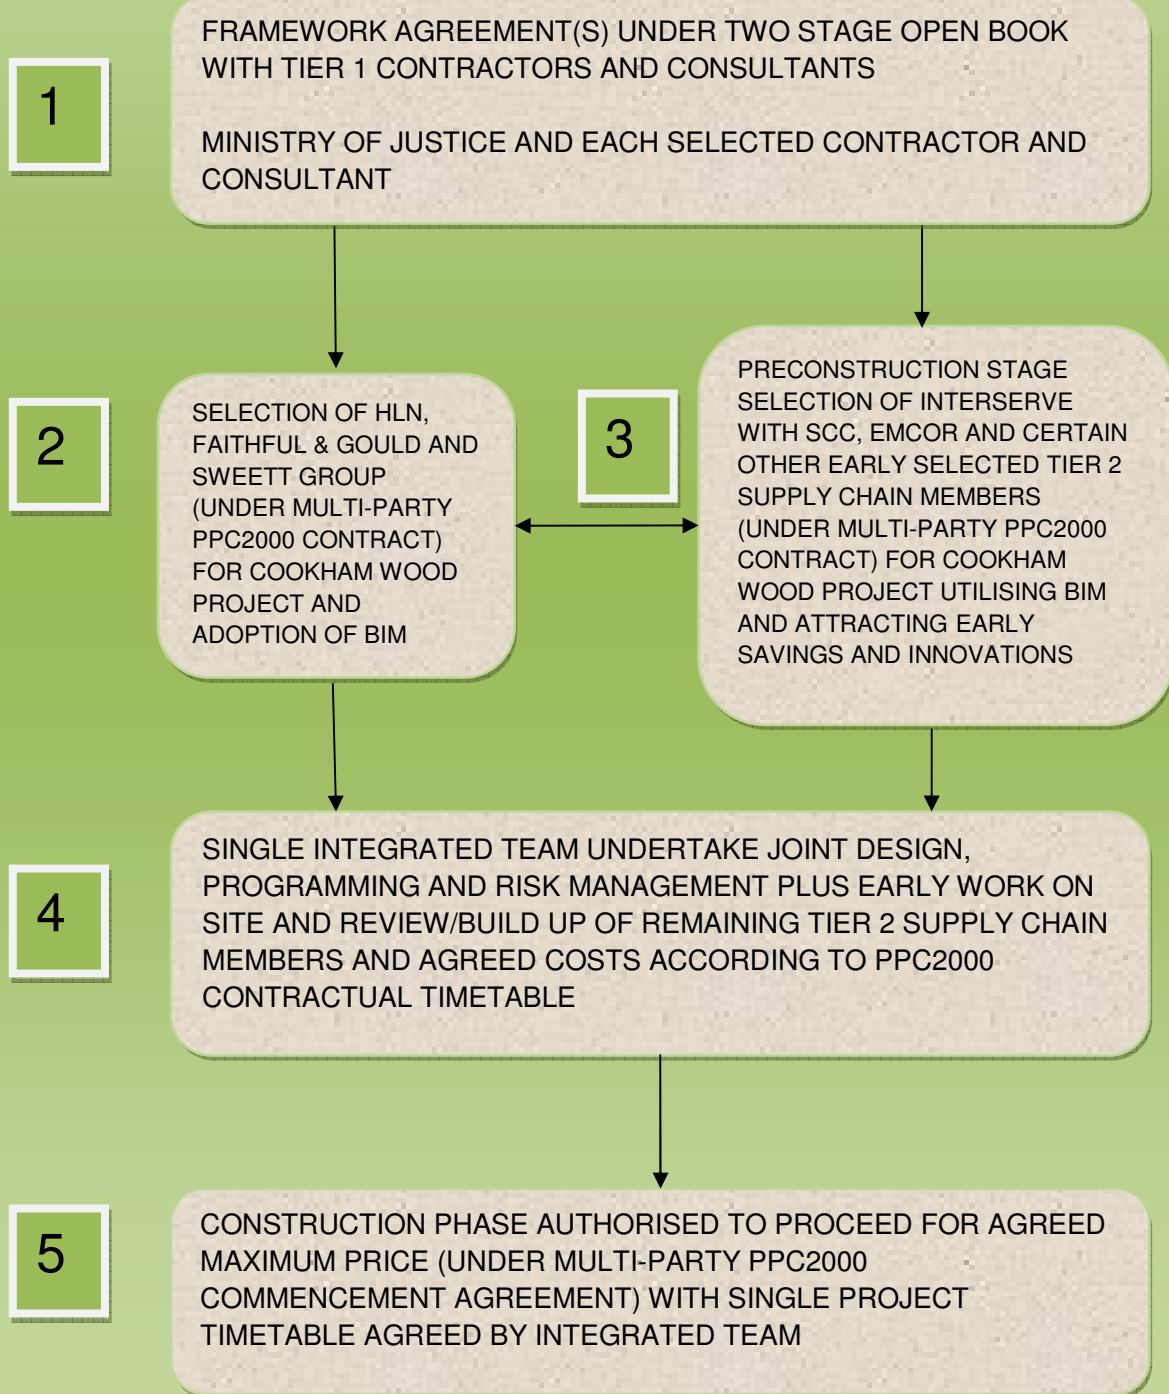 1
FRAMEWORK AGREEMENT(S) UNDER TWO STAGE OPEN BOOK
WITH TIER 1 CONTRACTORS AND CONSULTANTS
MINISTRY OF JUSTICE AND EACH SELECTED CONTRACTOR AND
CONSULTANT
2
SELECTION OF HLN,
FAITHFUL & GOULD AND
SWEETT GROUP
(UNDER MULTI-PARTY
PPC2000 CONTRACT)
FOR COOKHAM WOOD
PROJECT AND
ADOPTION OF BIM
3
PRECONSTRUCTION STAGE
SELECTION OF INTERSERVE
WITH SCC, EMCOR AND CERTAIN
OTHER EARLY SELECTED TIER 2
SUPPLY CHAIN MEMBERS
(UNDER MULTI-PARTY PPC2000
CONTRACT) FOR COOKHAM
WOOD PROJECT UTILISING BIM
AND ATTRACTING EARLY
SAVINGS AND INNOVATIONS
4
SINGLE INTEGRATED TEAM UNDERTAKE JOINT DESIGN,
PROGRAMMING AND RISK MANAGEMENT PLUS EARLY WORK ON
SITE AND REVIEW/BUILD UP OF REMAINING TIER 2 SUPPLY CHAIN
MEMBERS AND AGREED COSTS ACCORDING TO PPC2000
CONTRACTUAL TIMETABLE
5
CONSTRUCTION PHASE AUTHORISED TO PROCEED FOR AGREED
MAXIMUM PRICE (UNDER MULTI-PARTY PPC2000
COMMENCEMENT AGREEMENT) WITH SINGLE PROJECT
TIMETABLE AGREED BY INTEGRATED TEAM